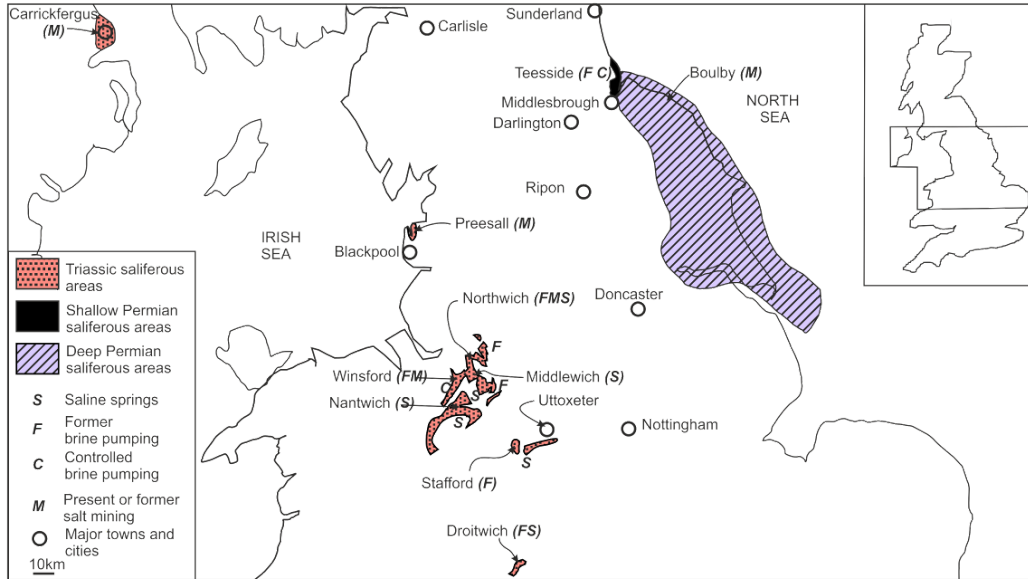 Carrickfergus
(M)
Carlisle
Sunderland
Teesside (F C)
Boulby (M)
Middlesbrough
NORTH
SEA
Darlington
Ripon
Preesall (M)
IRISH
SEA
Blackpool
Northwich (FMS)
Doncaster
F
Winsford (FM)
Middlewich (S)
C
S
F
Nantwich (S)
Uttoxeter
S
Nottingham
S
Stafford (F)
Droitwich (FS)
Triassic saliferous
areas
Shallow Permian
saliferous areas
Deep Permian
saliferous areas
S Saline springs
F Former
brine pumping
C Controlled
brine pumping
M Present or former
salt mining
Major towns and
cities
10km